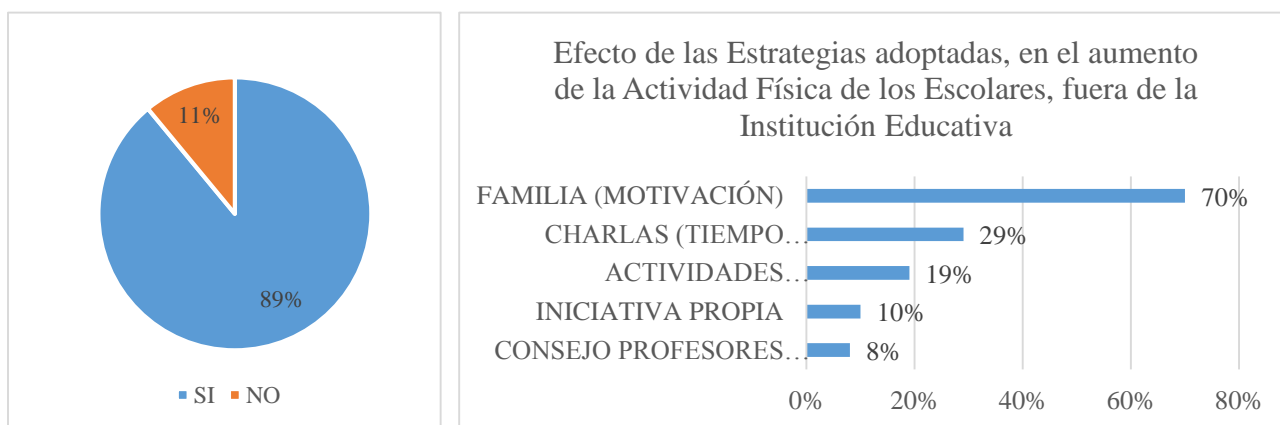 11%
89%
SI NO
Efecto de las Estrategias adoptadas, en el aumento
de la Actividad Física de los Escolares, fuera de la
Institución Educativa
FAMILIA (MOTIVACIÓN) 70%
CHARLAS (TIEMPO… 29%
ACTIVIDADES… 19%
INICIATIVA PROPIA 10%
CONSEJO PROFESORES… 8%
0% 20% 40% 60% 80%